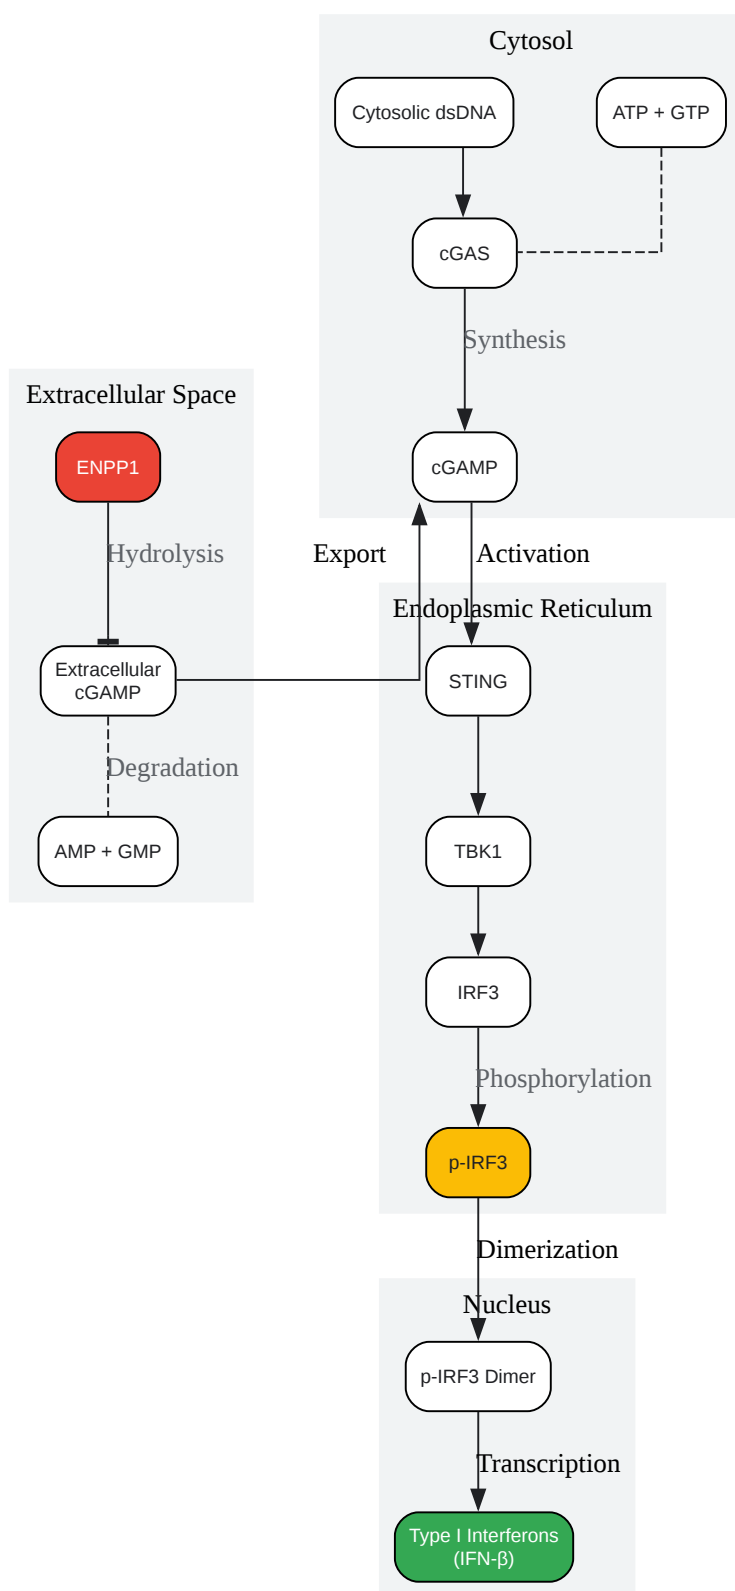 Cytosol
Cytosolic dsDNA
ATP + GTP
cGAS
Synthesis
Extracellular Space
ENPP1
cGAMP
Hydrolysis
Export
Activation
Endoplasmic Reticulum
Extracellular
cGAMP
STING
Degradation
AMP + GMP
TBK1
IRF3
Phosphorylation
p-IRF3
Dimerization
Nucleus
p-IRF3 Dimer
Transcription
Type I Interferons
(IFN-β)